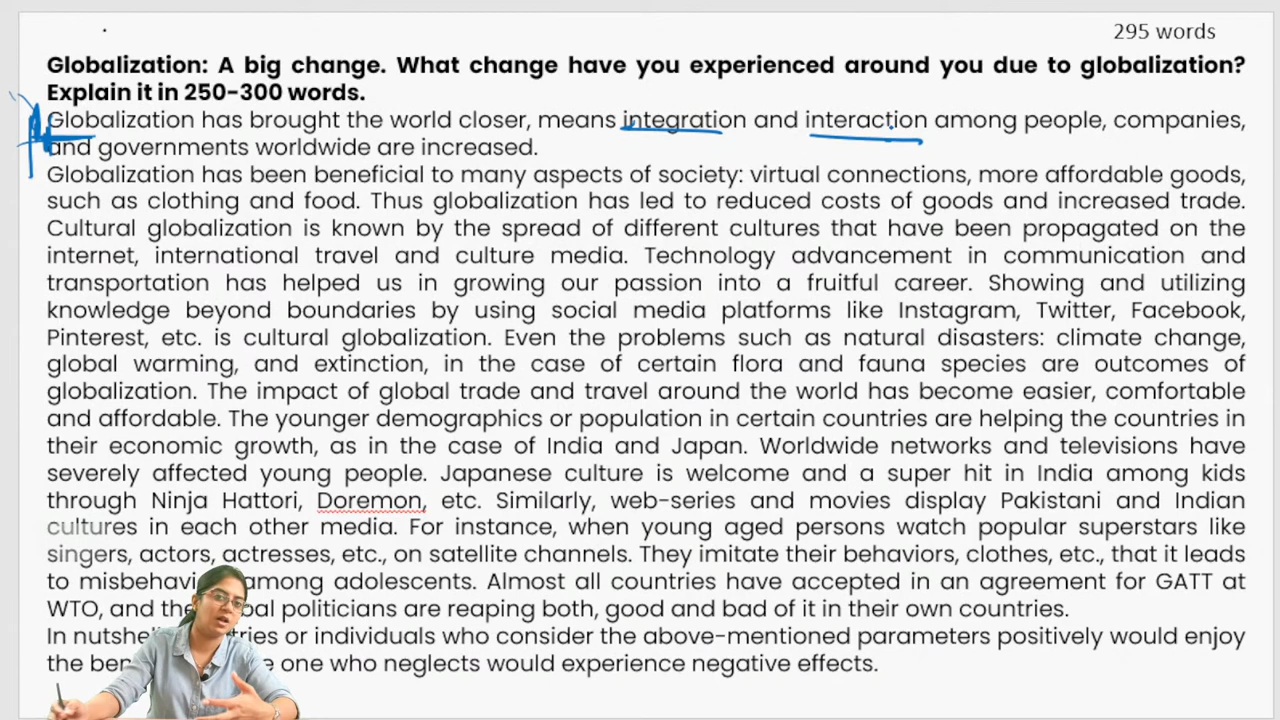 295 words
Globalization: A big change. What change have you experienced around you due to globalization?
Explain it in 250-300 words.
Globalization has brought the world closer, means integration and interaction among people, companies,
and governments worldwide are increased.
Globalization has been beneficial to many aspects of society: virtual connections, more affordable goods,
such as clothing and food. Thus globalization has led to reduced costs of goods and increased trade.
Cultural globalization is known by the spread of different cultures that have been propagated on the
internet, international travel and culture media. Technology advancement in communication and
transportation has helped us in growing our passion into a fruitful career. Showing and utilizing
knowledge beyond boundaries by using social media platforms like Instagram, Twitter, Facebook,
Pinterest, etc. is cultural globalization. Even the problems such as natural disasters: climate change,
global warming, and extinction, in the case of certain flora and fauna species are outcomes of
globalization. The impact of global trade and travel around the world has become easier, comfortable
and affordable. The younger demographics or population in certain countries are helping the countries in
their economic growth, as in the case of India and Japan. Worldwide networks and televisions have
severely affected young people. Japanese culture is welcome and a super hit in India among kids
through Ninja Hattori, Doremon, etc. Similarly, web-series and movies display Pakistani and Indian
cultures in each other media. For instance, when young aged persons watch popular superstars like
singers, actors, actresses, etc., on satellite channels. They imitate their behaviors, clothes, etc., that it leads
to among adolescents. Almost all countries have accepted in an agreement for GATT at
WTO, and politicians are reaping both, good and bad of it in their own countries.
In or individuals who consider the above-mentioned parameters positively would enjoy
the one who neglects would experience negative effects.